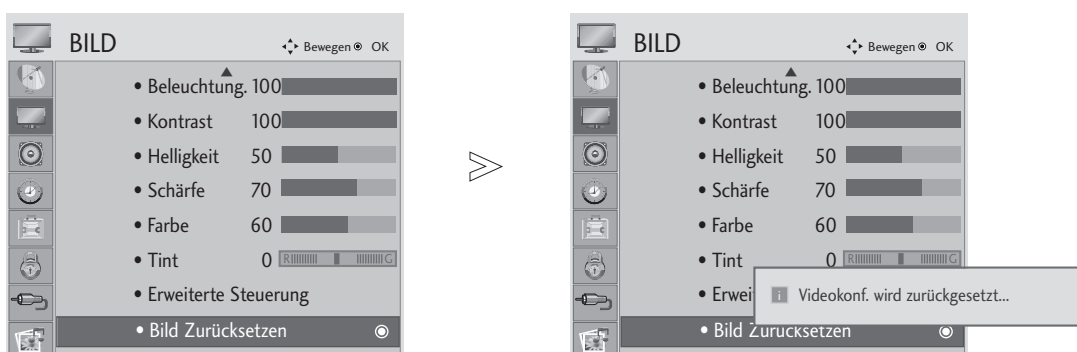 BILD Bewegen OK
• Beleuchtung. 100
• Kontrast 100
• Helligkeit 50
• Schärfe 70
• Farbe 60
• Tint 0 R G
• Erweiterte Steuerung
• Bild Zurücksetzen
>
BILD Bewegen OK
• Beleuchtung. 100
• Kontrast 100
• Helligkeit 50
• Schärfe 70
• Farbe 60
• Tint 0 R G
• Erwei
i Videokonf. wird zurückgesetzt...
• Bild Zurücksetzen